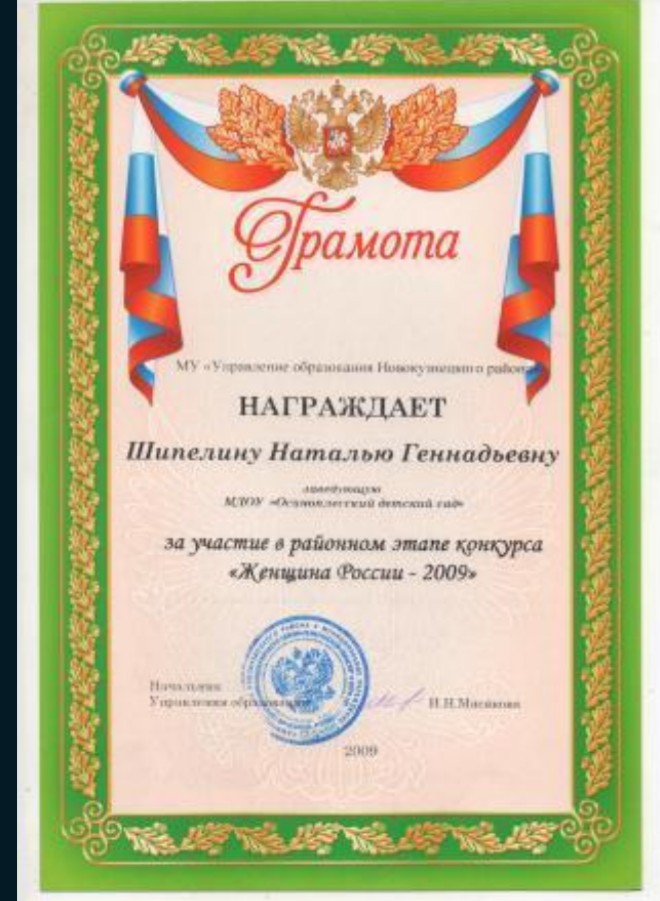 Грамота
МУ «Управление образования Новокузнецкого района»
НАГРАЖДАЕТ
Шипелину Наталью Геннадьевну
заведующую
МДОУ «Осиноплесский детский сад»
за участие в районном этапе конкурса
«Женщина России - 2009»
Начальник
Управления образования
2009